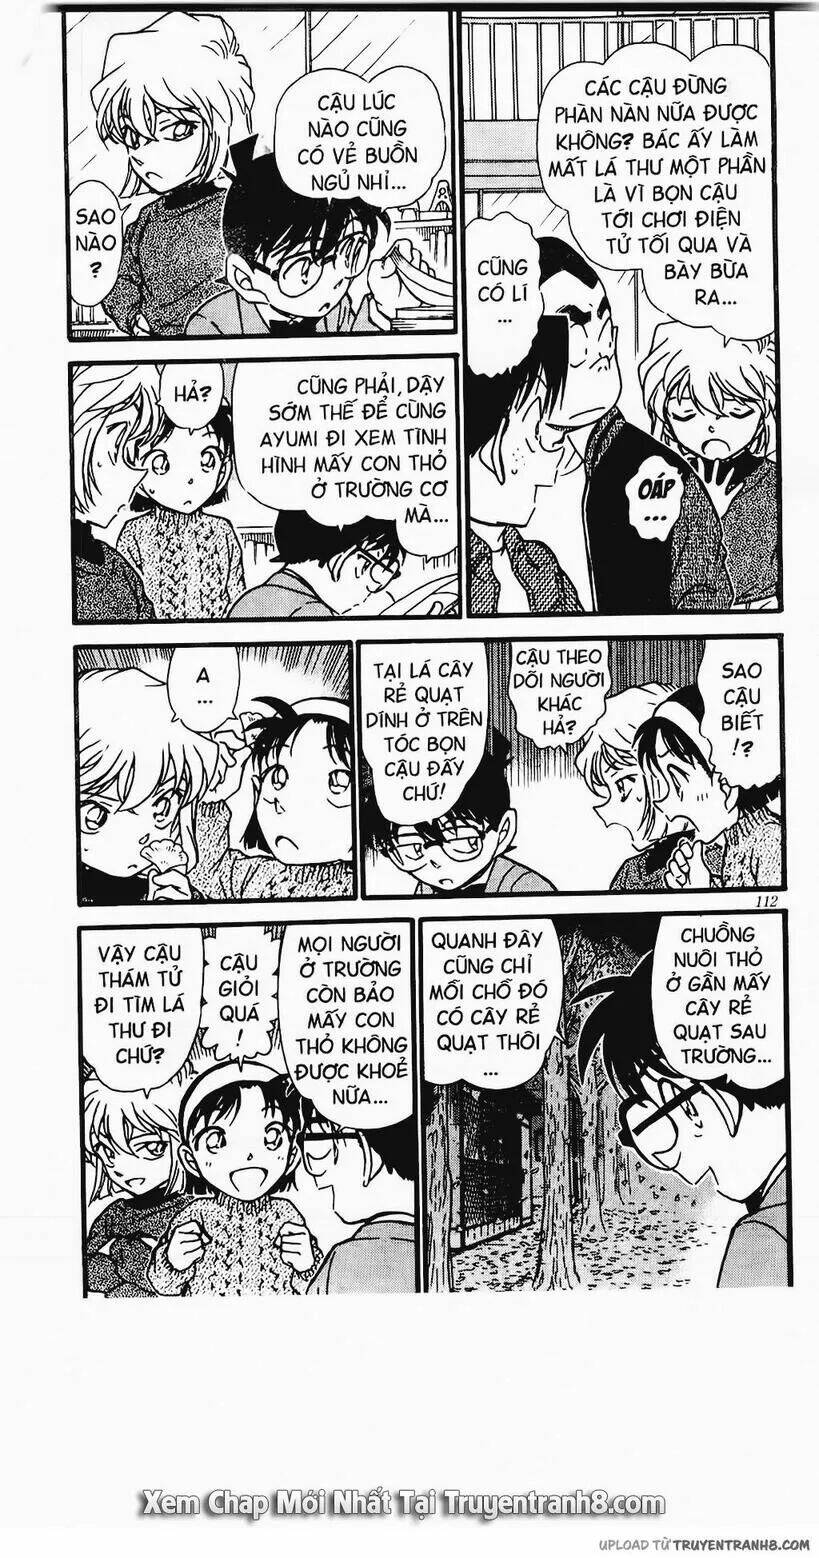 CÁC CẬU ĐỪNG
PHÀN NÀN NỮA ĐƯỢC
KHÔNG? BÁC ẤY LÀM
MẤT LÁ THƯ MỘT PHẦN
LÀ VÌ BỌN CẬU
TỚI CHƠI ĐIỆN
TỬ TỐI QUA VÀ
BÀY BỪA
RA...
CŨNG
CÓ LÍ
...
OÁP
...
CẬU LÚC
NÀO CŨNG
CÓ VẺ BUỒN
NGỦ NHỈ...
SAO
NÀO
?
CŨNG PHẢI, DẬY
SỚM THẾ ĐỂ CÙNG
AYUMI ĐI XEM TÌNH
HÌNH MẤY CON THỎ
Ở TRƯỜNG CƠ
MÀ...
HẢ?
SAO
CẬU
BIẾT
!?
CẬU THEO
DÕI NGƯỜI
KHÁC
HẢ?
TẠI LÁ CÂY
RẺ QUẠT
DÍNH Ở TRÊN
TÓC BỌN
CẬU ĐẤY
CHỨ!
A
...
112
CHUỒNG
NUÔI THỎ
Ở GẦN MẤY
CÂY RẺ
QUẠT SAU
TRƯỜNG...
QUANH ĐÂY
CŨNG CHỈ
MỖI CHỖ ĐÓ
CÓ CÂY RẺ
QUẠT THÔI
...
MỌI NGƯỜI
Ở TRƯỜNG
CÒN BẢO
MẤY CON
THỎ KHÔNG
ĐƯỢC KHOẺ
NỮA...
CẬU
GIỎI
QUÁ
!
VẬY CẬU
THÁM TỬ
ĐI TÌM LÁ
THƯ ĐI
CHỨ?
Xem Chap Mới Nhất Tại Truyentranh8.com
UPLOAD TỪ TRUYENTRANH8.COM